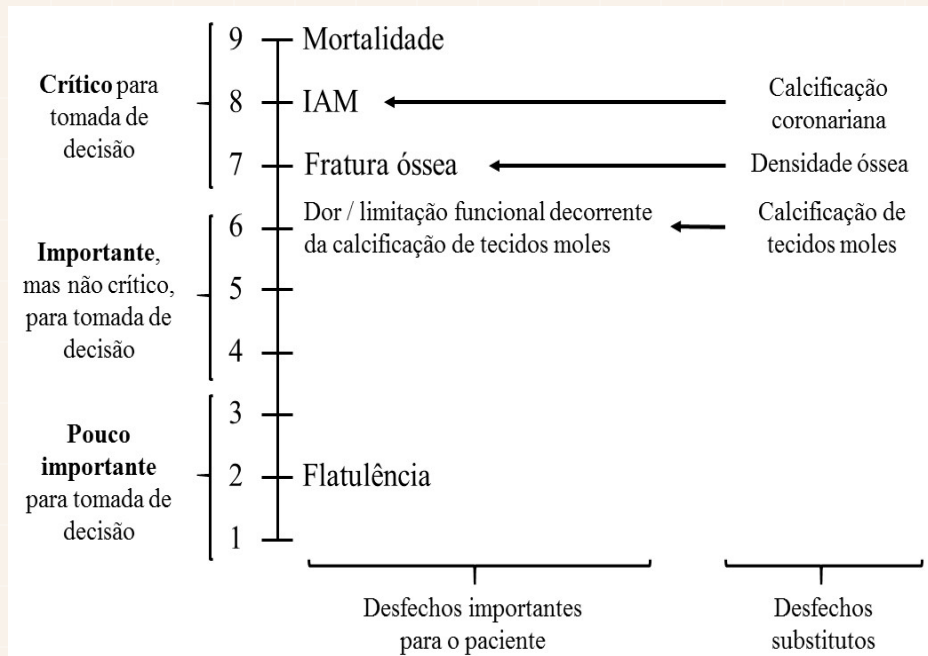 9 Mortalidade
Crítico para
tomada de
decisão
8 IAM
Calcificação
coronariana
7 Fratura óssea
Densidade óssea
Importante,
mas não crítico,
para tomada de
decisão
6
Dor / limitação funcional decorrente
da calcificação de tecidos moles
Calcificação de
tecidos moles
5
4
Pouco
importante
para tomada de
decisão
3
2 Flatulência
1
Desfechos importantes
para o paciente
Desfechos
substitutos